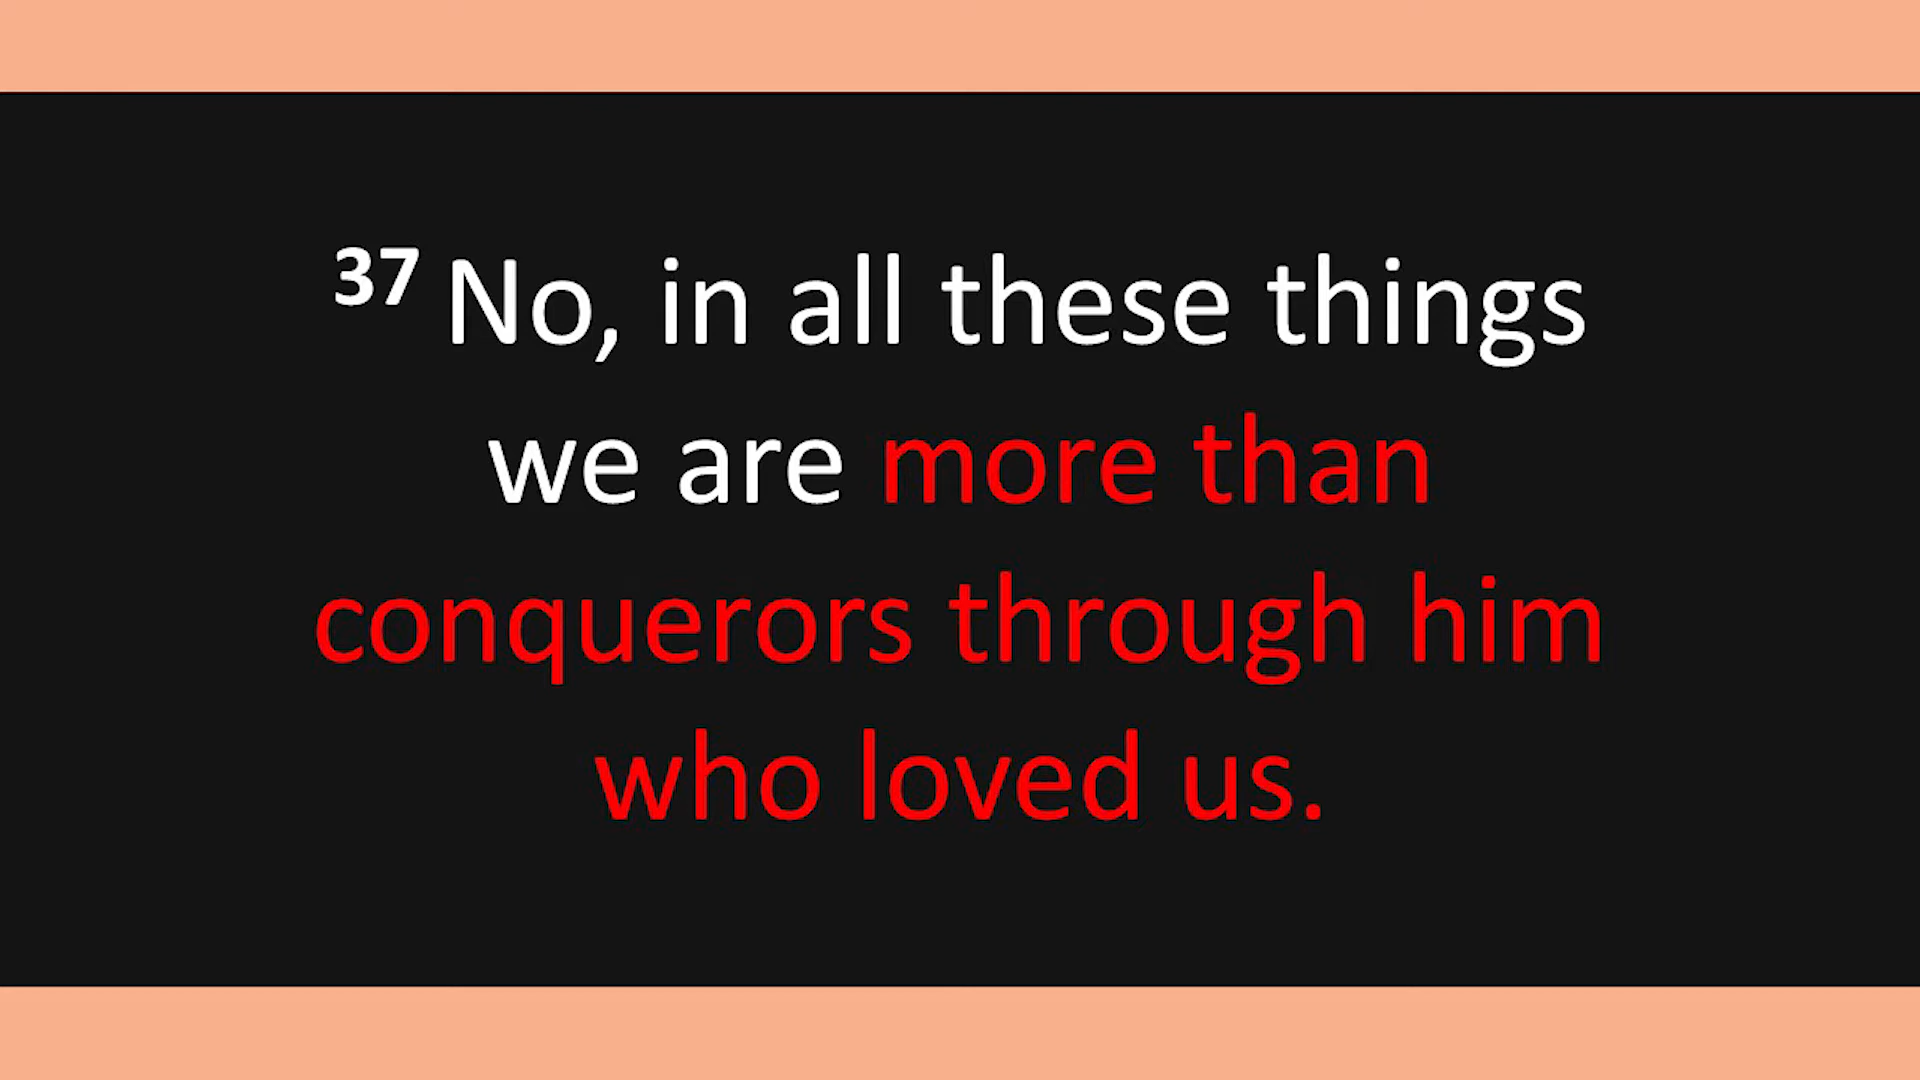 37 No, in all these things
we are more than
conquerors through him
who loved us.